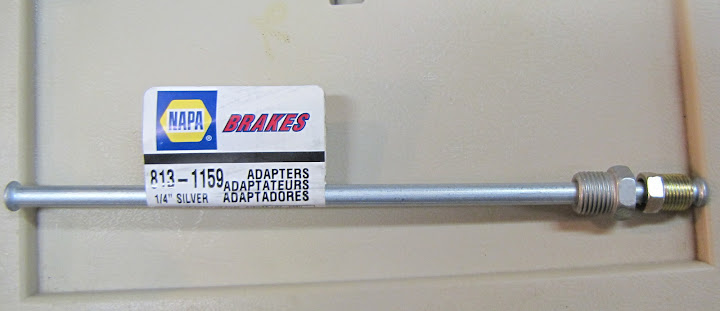 NAPA®
BRAKES
813-1159 ADAPTERS
ADAPTATEURS
1/4" SILVER ADAPTADORES